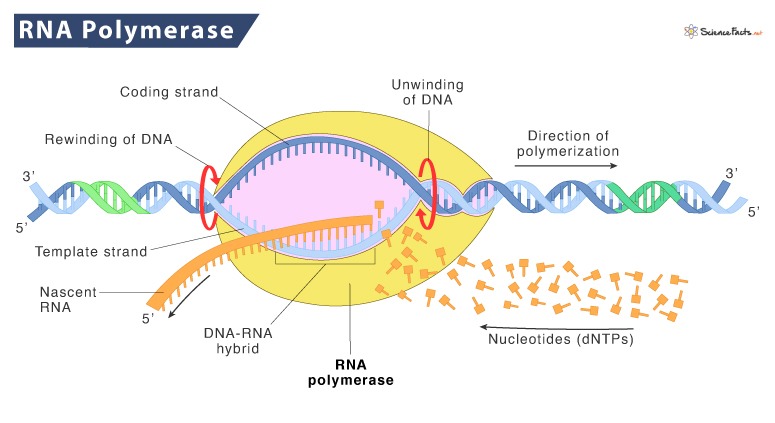 RNA Polymerase
ScienceFacts.net
Coding strand
Unwinding
of DNA
Rewinding of DNA
Direction of
polymerization
3’
3’
5’
5’
Template strand
Nascent
RNA
5’
DNA-RNA
hybrid
RNA
polymerase
Nucleotides (dNTPs)